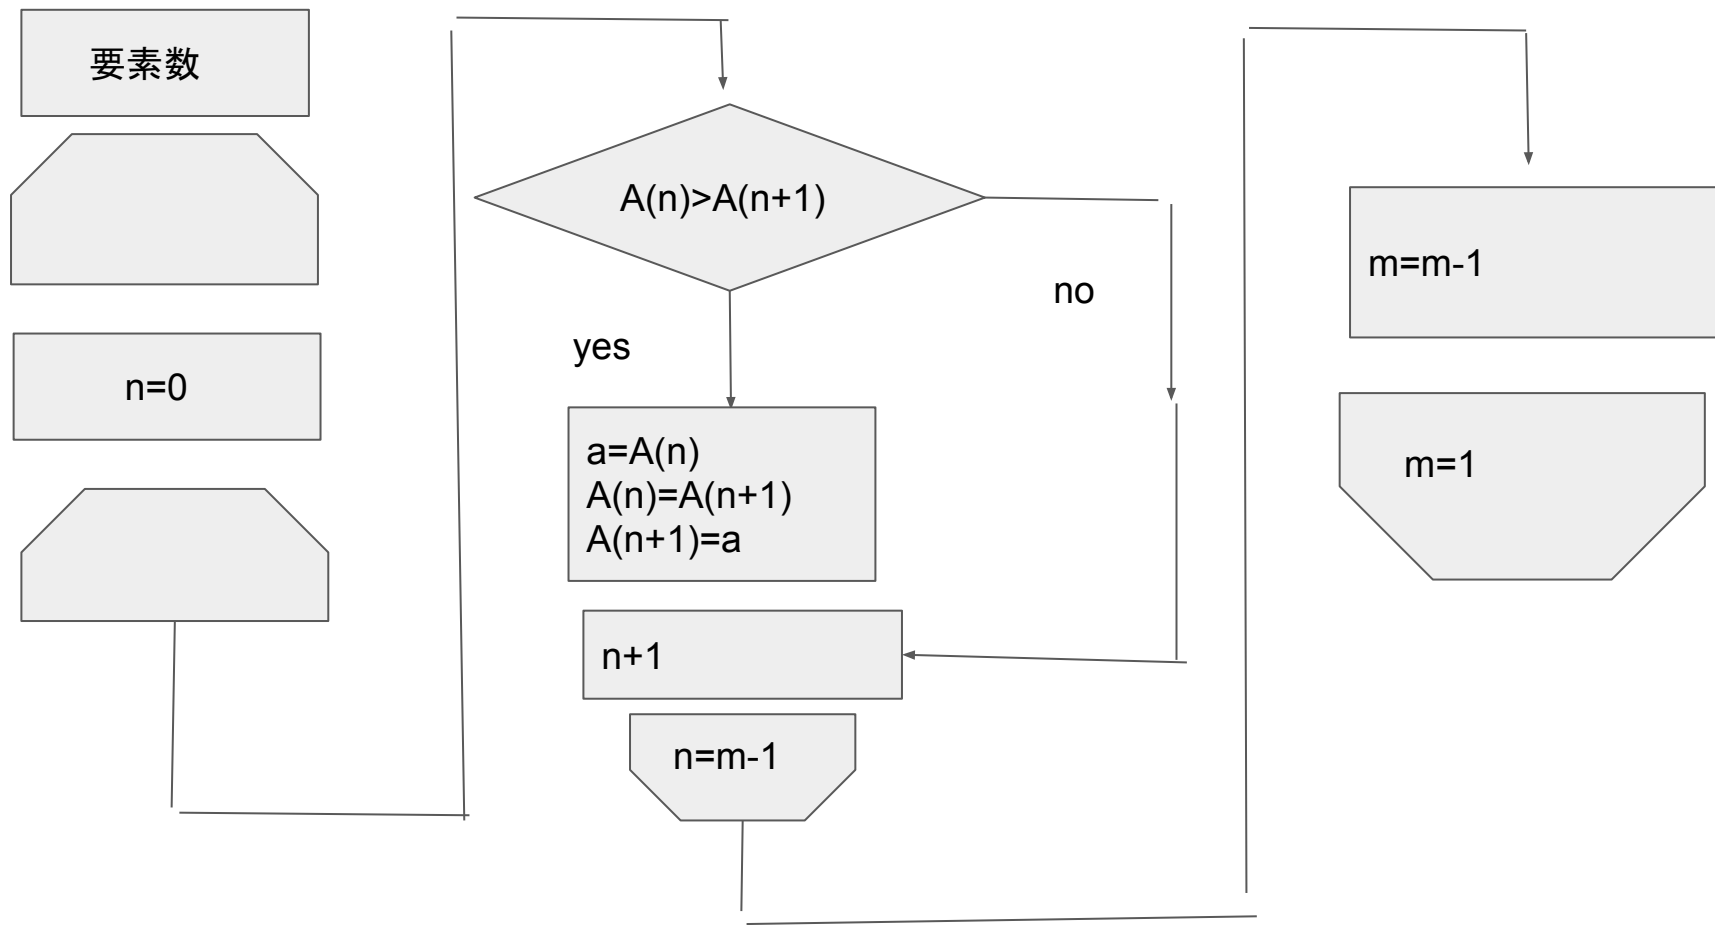 要素数
n=0
A(n)>A(n+1)
yes
no
a=A(n)
A(n)=A(n+1)
A(n+1)=a
n+1
n=m-1
m=m-1
m=1